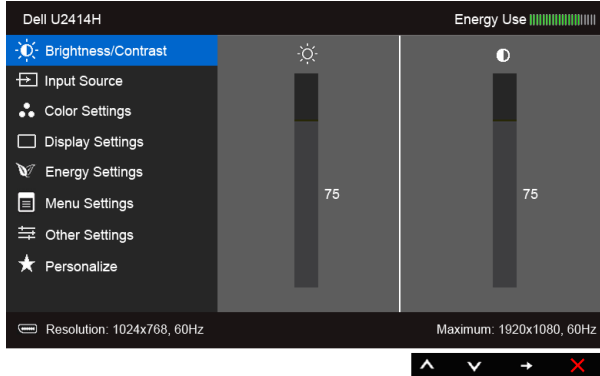 Dell U2414H
Energy Use
Brightness/Contrast
Input Source
Color Settings
Display Settings
Energy Settings
Menu Settings
Other Settings
Personalize
75
75
Resolution: 1024x768, 60Hz
Maximum: 1920x1080, 60Hz